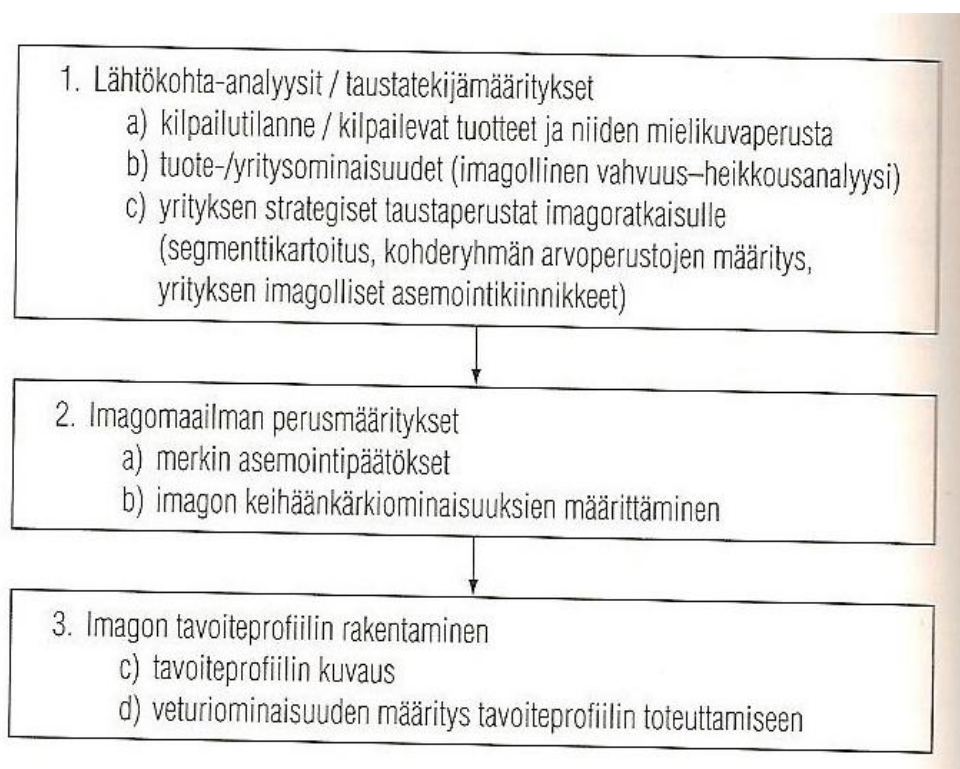 1. Lähtökohta-analyysit / taustatekijämääritykset
a) kilpailutilanne / kilpailevat tuotteet ja niiden mielikuvaperusta
b) tuote-/yritysominaisuudet (imagollinen vahvuus–heikkousanalyysi)
c) yrityksen strategiset taustaperustat imagoratkaisulle
(segmenttikartoitus, kohderyhmän arvoperustojen määritys,
yrityksen imagolliset asemointikiinnikkeet)
2. Imagomaailman perusmääritykset
a) merkin asemointipäätökset
b) imagon keihäänkärkiominaisuuksien määrittäminen
3. Imagon tavoiteprofiilin rakentaminen
c) tavoiteprofiilin kuvaus
d) veturiominaisuuden määritys tavoiteprofiilin toteuttamiseen